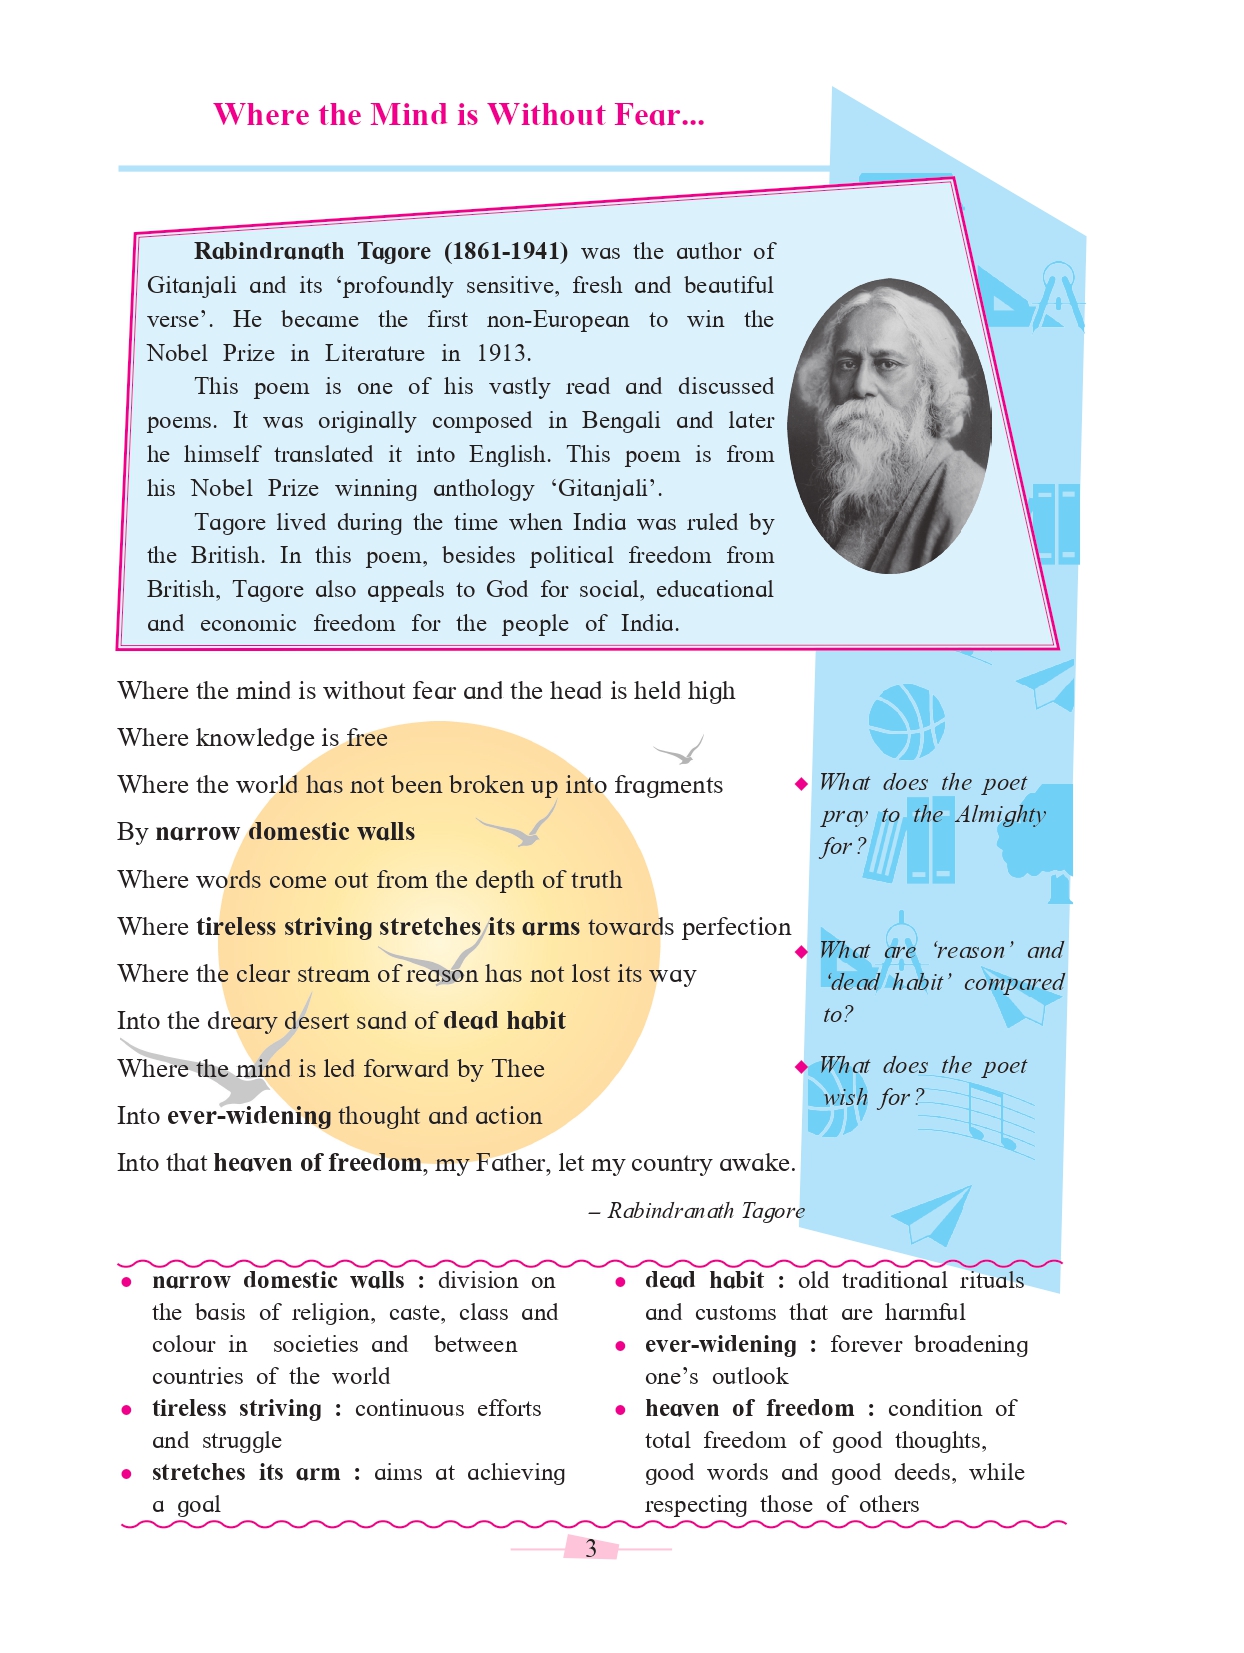 Where the Mind is Without Fear...
Rabindranath Tagore (1861-1941) was the author of
Gitanjali and its ‘profoundly sensitive, fresh and beautiful
verse’. He became the first non-European to win the
Nobel Prize in Literature in 1913.
This poem is one of his vastly read and discussed
poems. It was originally composed in Bengali and later
he himself translated it into English. This poem is from
his Nobel Prize winning anthology ‘Gitanjali’.
Tagore lived during the time when India was ruled by
the British. In this poem, besides political freedom from
British, Tagore also appeals to God for social, educational
and economic freedom for the people of India.
Where the mind is without fear and the head is held high
Where knowledge is free
Where the world has not been broken up into fragments
By narrow domestic walls
Where words come out from the depth of truth
Where tireless striving stretches its arms towards perfection
Where the clear stream of reason has not lost its way
Into the dreary desert sand of dead habit
Where the mind is led forward by Thee
Into ever-widening thought and action
Into that heaven of freedom, my Father, let my country awake.
– Rabindranath Tagore
◆ What does the poet
pray to the Almighty
for?
◆ What are ‘reason’ and
‘dead habit’ compared
to?
◆ What does the poet
wish for?
● narrow domestic walls : division on
the basis of religion, caste, class and
colour in societies and between
countries of the world
● tireless striving : continuous efforts
and struggle
● stretches its arm : aims at achieving
a goal
● dead habit : old traditional rituals
and customs that are harmful
● ever-widening : forever broadening
one’s outlook
● heaven of freedom : condition of
total freedom of good thoughts,
good words and good deeds, while
respecting those of others
3